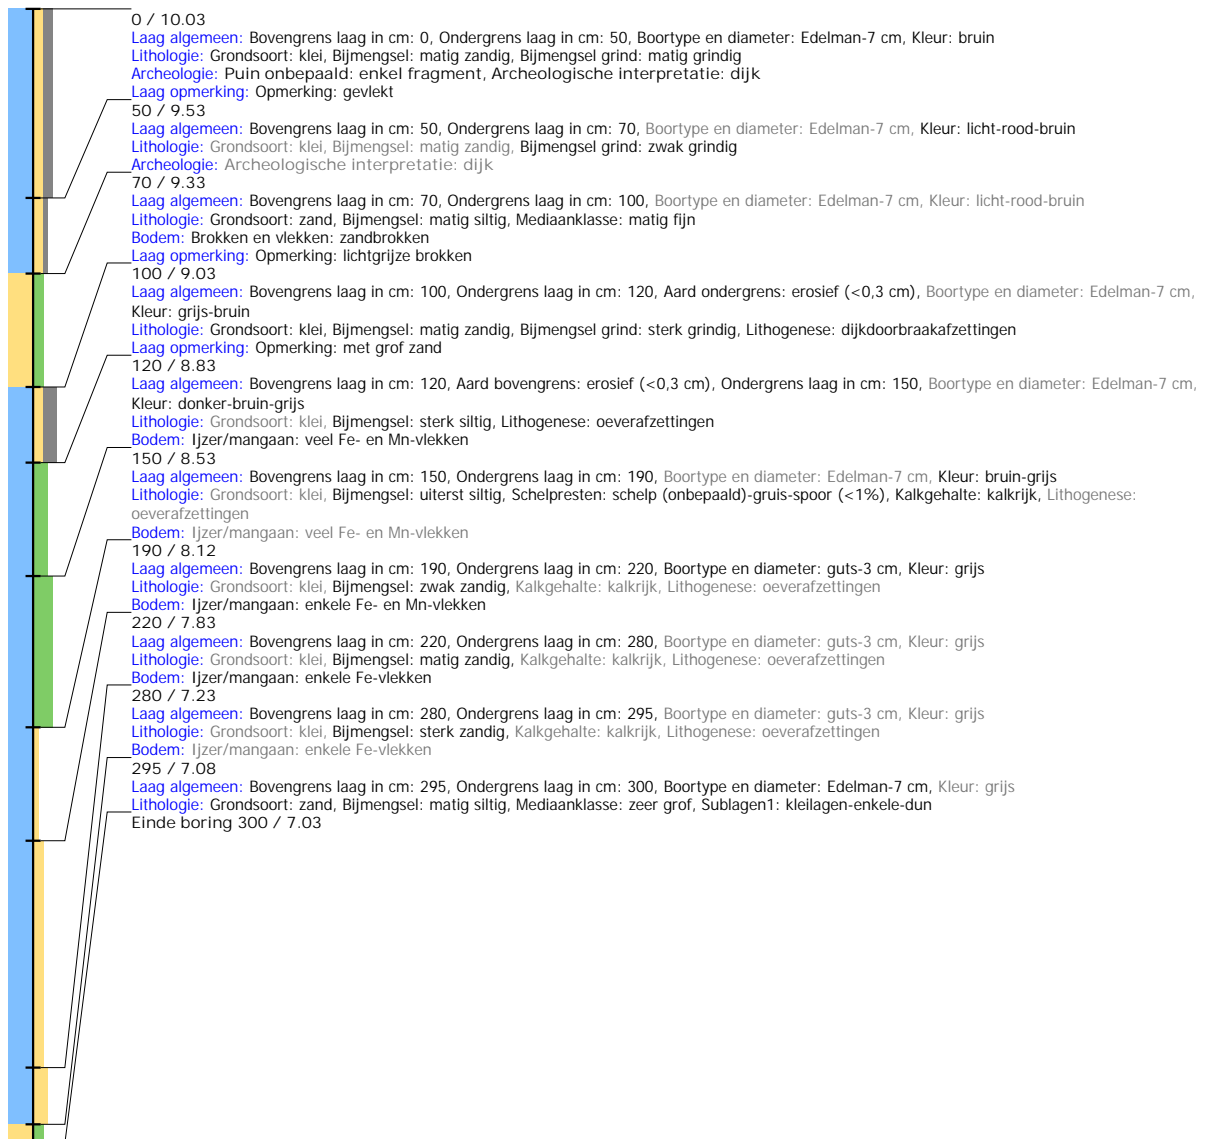 0 / 10.03
Laag algemeen: Bovengrens laag in cm: 0, Ondergrens laag in cm: 50, Boortype en diameter: Edelman-7 cm, Kleur: bruin
Lithologie: Grondsoort: klei, Bijmengsel: matig zandig, Bijmengsel grind: matig grindig
Archeologie: Puin onbepaald: enkel fragment, Archeologische interpretatie: dijk
Laag opmerking: Opmerking: gevlekt
50 / 9.53
Laag algemeen: Bovengrens laag in cm: 50, Ondergrens laag in cm: 70, Boortype en diameter: Edelman-7 cm, Kleur: licht-rood-bruin
Lithologie: Grondsoort: klei, Bijmengsel: matig zandig, Bijmengsel grind: zwak grindig
Archeologie: Archeologische interpretatie: dijk
70 / 9.33
Laag algemeen: Bovengrens laag in cm: 70, Ondergrens laag in cm: 100, Boortype en diameter: Edelman-7 cm, Kleur: licht-rood-bruin
Lithologie: Grondsoort: zand, Bijmengsel: matig siltig, Mediaanklasse: matig fijn
Bodem: Brokken en vlekken: zandbrokken
Laag opmerking: Opmerking: lichtgrijze brokken
100 / 9.03
Laag algemeen: Bovengrens laag in cm: 100, Ondergrens laag in cm: 120, Aard ondergrens: erosief (<0,3 cm), Boortype en diameter: Edelman-7 cm,
Kleur: grijs-bruin
Lithologie: Grondsoort: klei, Bijmengsel: matig zandig, Bijmengsel grind: sterk grindig, Lithogenese: dijkdoorbraakafzettingen
Laag opmerking: Opmerking: met grof zand
120 / 8.83
Laag algemeen: Bovengrens laag in cm: 120, Aard bovengrens: erosief (<0,3 cm), Ondergrens laag in cm: 150, Boortype en diameter: Edelman-7 cm,
Kleur: donker-bruin-grijs
Lithologie: Grondsoort: klei, Bijmengsel: sterk siltig, Lithogenese: oeverafzettingen
Bodem: Ijzer/mangaan: veel Fe- en Mn-vlekken
150 / 8.53
Laag algemeen: Bovengrens laag in cm: 150, Ondergrens laag in cm: 190, Boortype en diameter: Edelman-7 cm, Kleur: bruin-grijs
Lithologie: Grondsoort: klei, Bijmengsel: uiterst siltig, Schelpresten: schelp (onbepaald)-gruis-spoor (<1%), Kalkgehalte: kalkrijk, Lithogenese:
oeverafzettingen
Bodem: Ijzer/mangaan: veel Fe- en Mn-vlekken
190 / 8.12
Laag algemeen: Bovengrens laag in cm: 190, Ondergrens laag in cm: 220, Boortype en diameter: guts-3 cm, Kleur: grijs
Lithologie: Grondsoort: klei, Bijmengsel: zwak zandig, Kalkgehalte: kalkrijk, Lithogenese: oeverafzettingen
Bodem: Ijzer/mangaan: enkele Fe- en Mn-vlekken
220 / 7.83
Laag algemeen: Bovengrens laag in cm: 220, Ondergrens laag in cm: 280, Boortype en diameter: guts-3 cm, Kleur: grijs
Lithologie: Grondsoort: klei, Bijmengsel: matig zandig, Kalkgehalte: kalkrijk, Lithogenese: oeverafzettingen
Bodem: Ijzer/mangaan: enkele Fe-vlekken
280 / 7.23
Laag algemeen: Bovengrens laag in cm: 280, Ondergrens laag in cm: 295, Boortype en diameter: guts-3 cm, Kleur: grijs
Lithologie: Grondsoort: klei, Bijmengsel: sterk zandig, Kalkgehalte: kalkrijk, Lithogenese: oeverafzettingen
Bodem: Ijzer/mangaan: enkele Fe-vlekken
295 / 7.08
Laag algemeen: Bovengrens laag in cm: 295, Ondergrens laag in cm: 300, Boortype en diameter: Edelman-7 cm, Kleur: grijs
Lithologie: Grondsoort: zand, Bijmengsel: matig siltig, Mediaanklasse: zeer grof, Sublagen1: kleilagen-enkele-dun
Einde boring 300 / 7.03